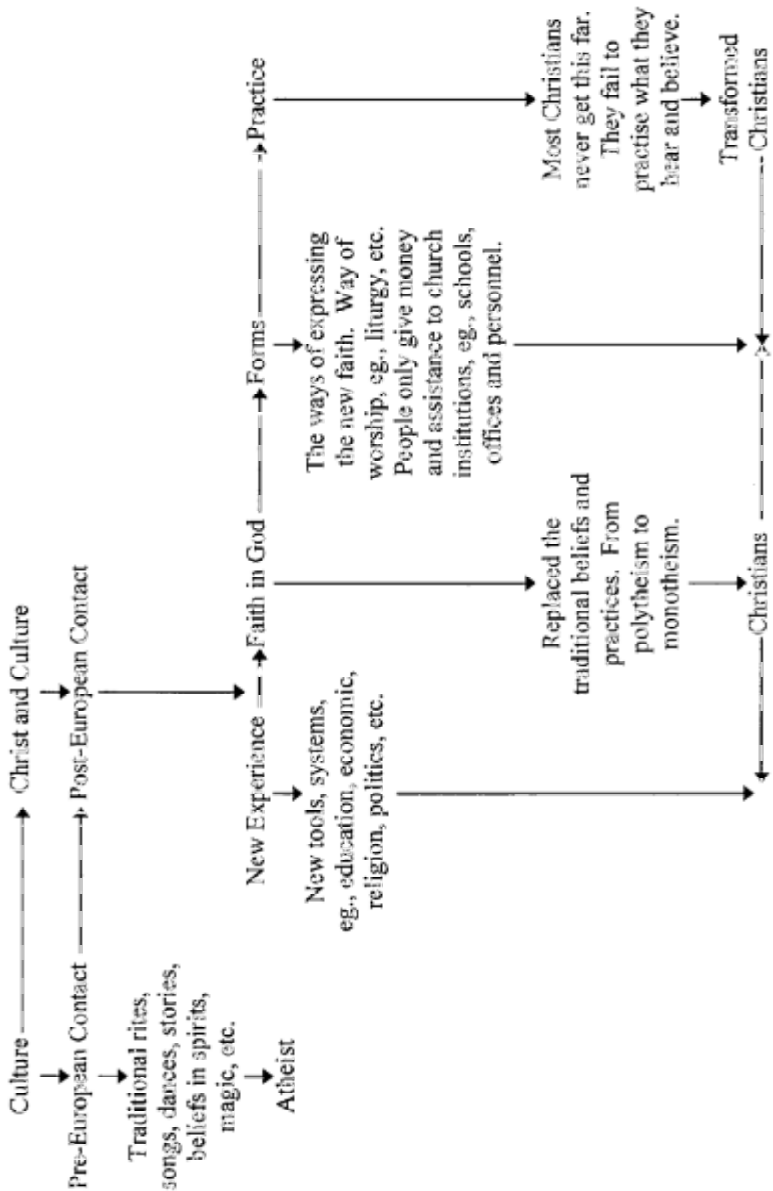 Culture
Christ and Culture
Pre-European Contact
Post-European Contact
Traditional rites,
songs, dances, stories,
beliefs in spirits,
magic, etc.
Atheist
New Experience
Faith in God
Forms
Practice
New tools, systems,
eg., education, economic,
religion, politics, etc.
The ways of expressing
the new faith. Way of
worship, eg., liturgy, etc.
People only give money
and assistance to church
institutions, eg., schools,
offices and personnel.
Replaced the
traditional beliefs and
practices. From
polytheism to
monotheism.
Most Christians
never get this far.
They fail to
practise what they
hear and believe.
Transformed
Christians
Christians